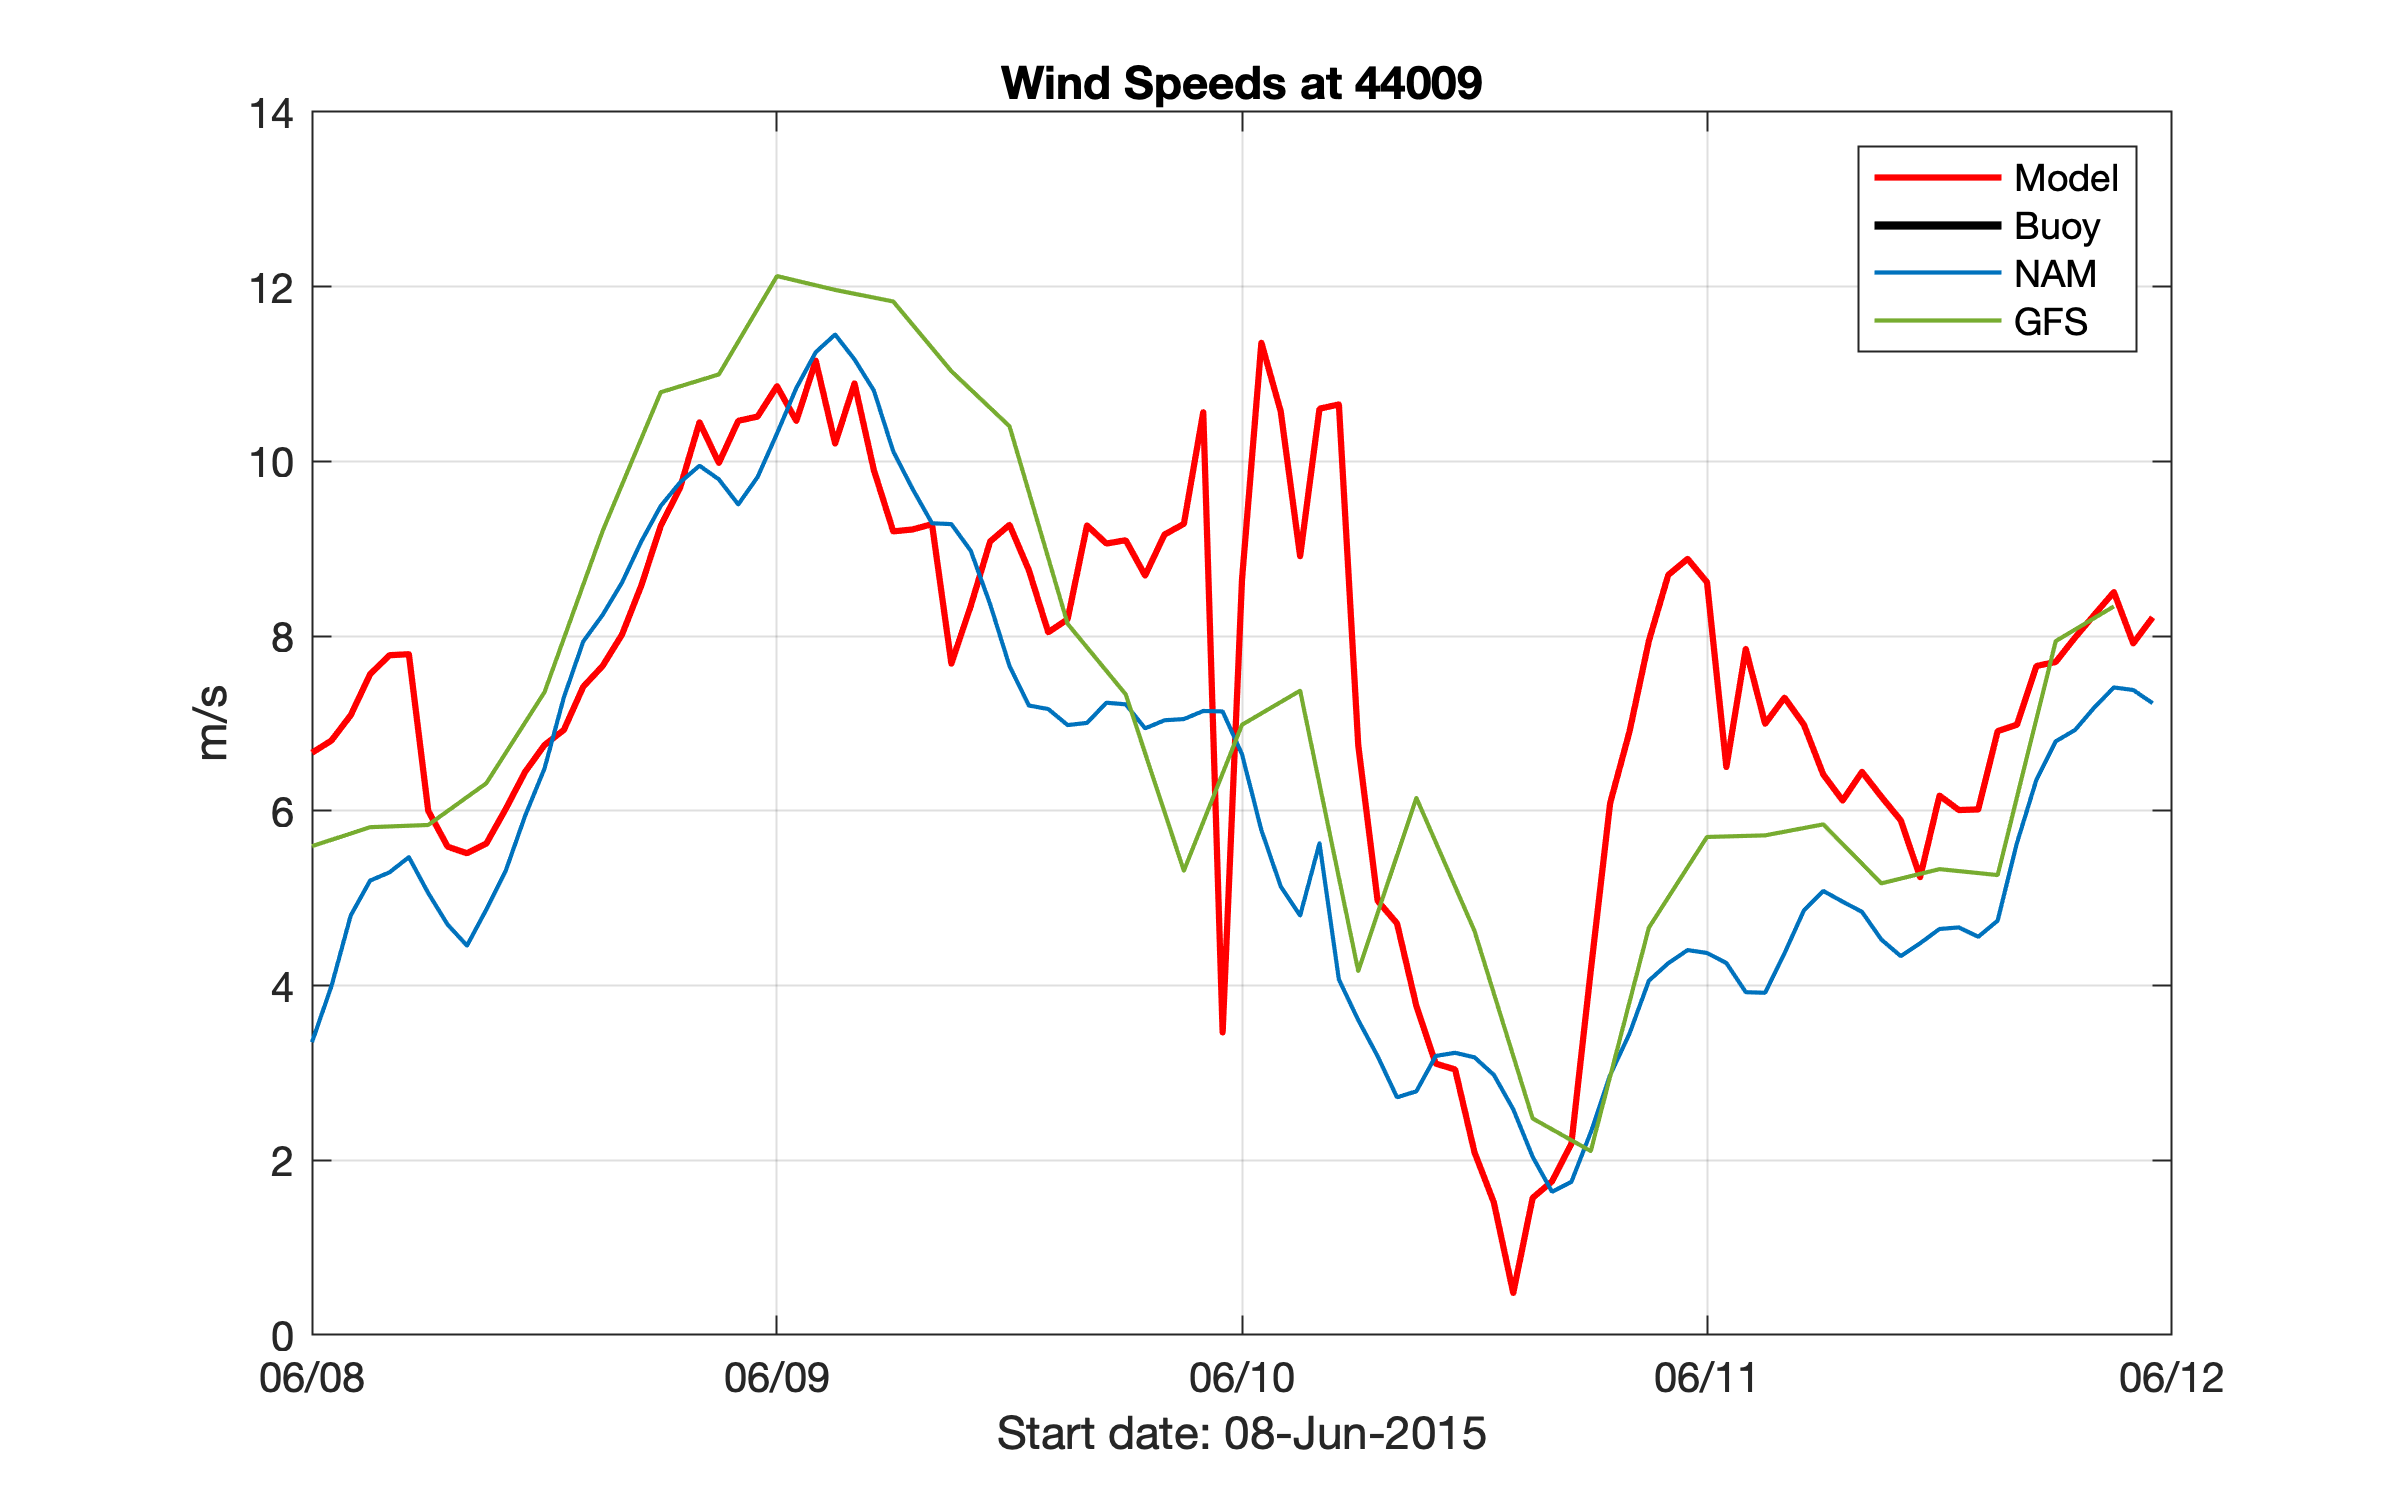 Wind Speeds at 44009
14
12
10
8
6
4
2
0
m/s
Model
Buoy
NAM
GFS
06/08 06/09 06/10 06/11 06/12
Start date: 08-Jun-2015